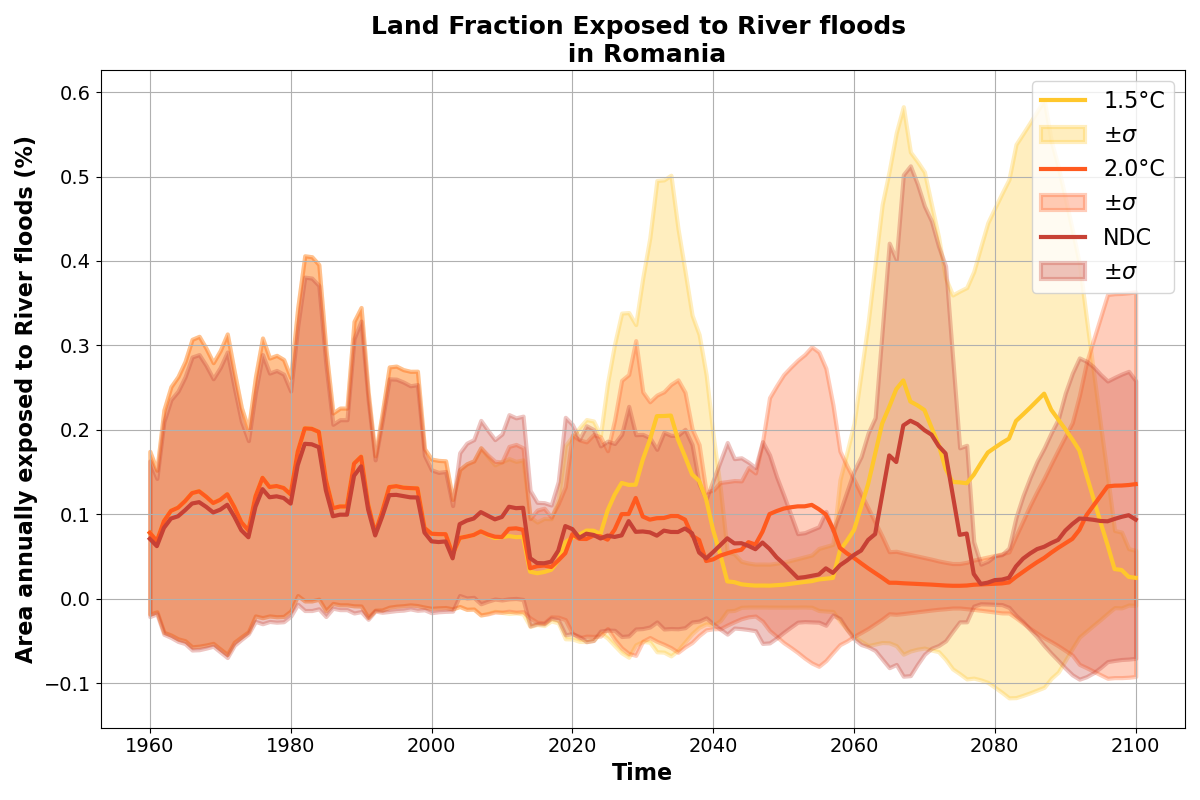 Land Fraction Exposed to River floods
in Romania
Area annually exposed to River floods (%)
0.6
0.5
0.4
0.3
0.2
0.1
0.0
−0.1
1960
1980
2000
2020
2040
2060
2080
2100
Time
1.5°C
±σ
2.0°C
±σ
NDC
±σ